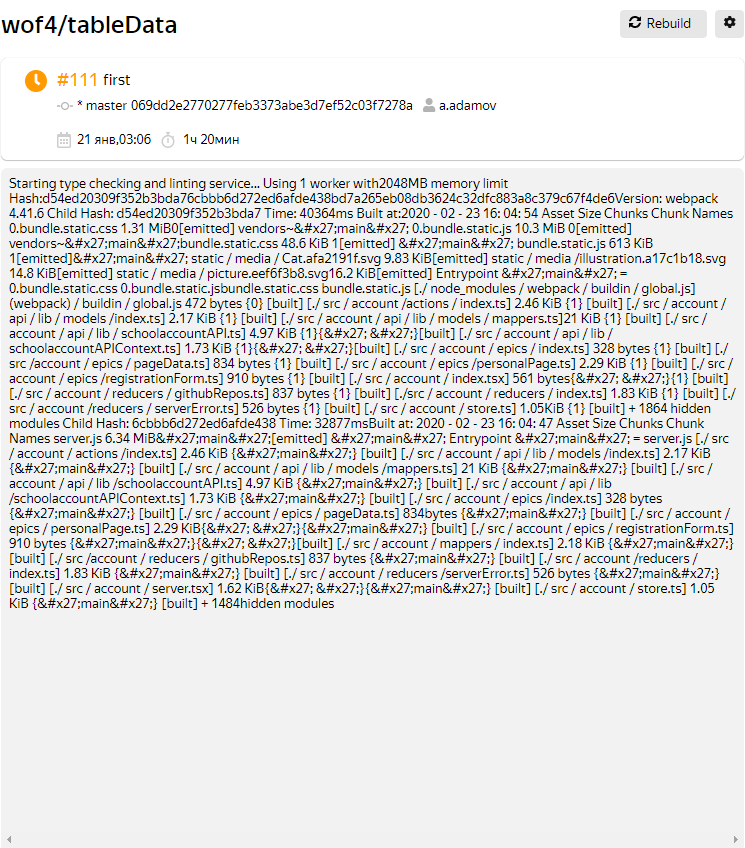 wof4/tableData
Rebuild
#111 first
* master 069dd2e2770277feb3373abe3d7ef52c03f7278a a.adamov
21 янв,03:06 1ч 20мин
Starting type checking and linting service... Using 1 worker with2048MB memory limit
Hash:d54ed20309f352b3bda76cbbb6d272ed6afde438bd7a265eb08db3624c32dfc883a8c379c67f4de6Version: webpack
4.41.6 Child Hash: d54ed20309f352b3bda7 Time: 40364ms Built at:2020 - 02 - 23 16: 04: 54 Asset Size Chunks Chunk Names
0.bundle.static.css 1.31 MiB0[emitted] vendors~&#x27;main&#x27; 0.bundle.static.js 10.3 MiB 0[emitted]
vendors~&#x27;main&#x27;bundle.static.css 48.6 KiB 1[emitted] &#x27;main&#x27; bundle.static.js 613 KiB
1[emitted]&#x27;main&#x27; static / media / Cat.afa2191f.svg 9.83 KiB[emitted] static / media /illustration.a17c1b18.svg
14.8 KiB[emitted] static / media / picture.eef6f3b8.svg16.2 KiB[emitted] Entrypoint &#x27;main&#x27; =
0.bundle.static.css 0.bundle.static.jsbundle.static.css bundle.static.js [./ node_modules / webpack / buildin / global.js]
(webpack) / buildin / global.js 472 bytes {0} [built] [./ src / account /actions / index.ts] 2.46 KiB {1} [built] [./ src / account /
api / lib / models /index.ts] 2.17 KiB {1} [built] [./ src / account / api / lib / models / mappers.ts]21 KiB {1} [built] [./ src /
account / api / lib / schoolaccountAPI.ts] 4.97 KiB {1}{&#x27; &#x27;}[built] [./ src / account / api / lib /
schoolaccountAPIContext.ts] 1.73 KiB {1}{&#x27; &#x27;}[built] [./ src / account / epics / index.ts] 328 bytes {1} [built] [./
src /account / epics / pageData.ts] 834 bytes {1} [built] [./ src / account / epics /personalPage.ts] 2.29 KiB {1} [built] [./ src /
account / epics /registrationForm.ts] 910 bytes {1} [built] [./ src / account / index.tsx] 561 bytes{&#x27; &#x27;}{1} [built]
[./ src / account / reducers / githubRepos.ts] 837 bytes {1} [built] [./src / account / reducers / index.ts] 1.83 KiB {1} [built] [./
src / account /reducers / serverError.ts] 526 bytes {1} [built] [./ src / account / store.ts] 1.05KiB {1} [built] + 1864 hidden
modules Child Hash: 6cbbb6d272ed6afde438 Time: 32877msBuilt at: 2020 - 02 - 23 16: 04: 47 Asset Size Chunks Chunk
Names server.js 6.34 MiB&#x27;main&#x27;[emitted] &#x27;main&#x27; Entrypoint &#x27;main&#x27; = server.js [./ src /
account / actions /index.ts] 2.46 KiB {&#x27;main&#x27;} [built] [./ src / account / api / lib / models /index.ts] 2.17 KiB
{&#x27;main&#x27;} [built] [./ src / account / api / lib / models /mappers.ts] 21 KiB {&#x27;main&#x27;} [built] [./ src /
account / api / lib /schoolaccountAPI.ts] 4.97 KiB {&#x27;main&#x27;} [built] [./ src / account / api / lib
/schoolaccountAPIContext.ts] 1.73 KiB {&#x27;main&#x27;} [built] [./ src / account / epics /index.ts] 328 bytes
{&#x27;main&#x27;} [built] [./ src / account / epics / pageData.ts] 834bytes {&#x27;main&#x27;} [built] [./ src / account /
epics / personalPage.ts] 2.29 KiB{&#x27; &#x27;}{&#x27;main&#x27;} [built] [./ src / account / epics / registrationForm.ts]
910 bytes {&#x27;main&#x27;}{&#x27; &#x27;}[built] [./ src / account / mappers / index.ts] 2.18 KiB {&#x27;main&#x27;}
[built] [./ src /account / reducers / githubRepos.ts] 837 bytes {&#x27;main&#x27;} [built] [./ src / account /reducers /
index.ts] 1.83 KiB {&#x27;main&#x27;} [built] [./ src / account / reducers /serverError.ts] 526 bytes {&#x27;main&#x27;}
[built] [./ src / account / server.tsx] 1.62 KiB{&#x27; &#x27;}{&#x27;main&#x27;} [built] [./ src / account / store.ts] 1.05
KiB {&#x27;main&#x27;} [built] + 1484hidden modules